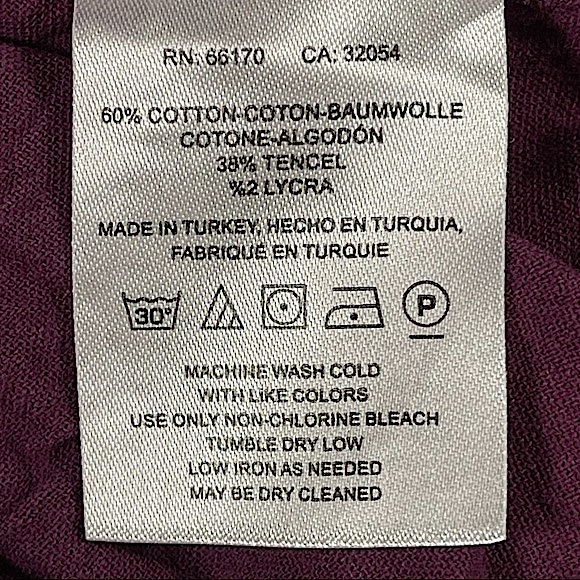 RN: 66170 CA: 32054
60% COTTON-COTON-BAUMWOLLE
COTONE-ALGODÓN
38% TENCEL
%2 LYCRA
MADE IN TURKEY, HECHO EN TURQUIA,
FABRIQUÉ EN TURQUIE
30° P
MACHINE WASH COLD
WITH LIKE COLORS
USE ONLY NON-CHLORINE BLEACH
TUMBLE DRY LOW
LOW IRON AS NEEDED
MAY BE DRY CLEANED